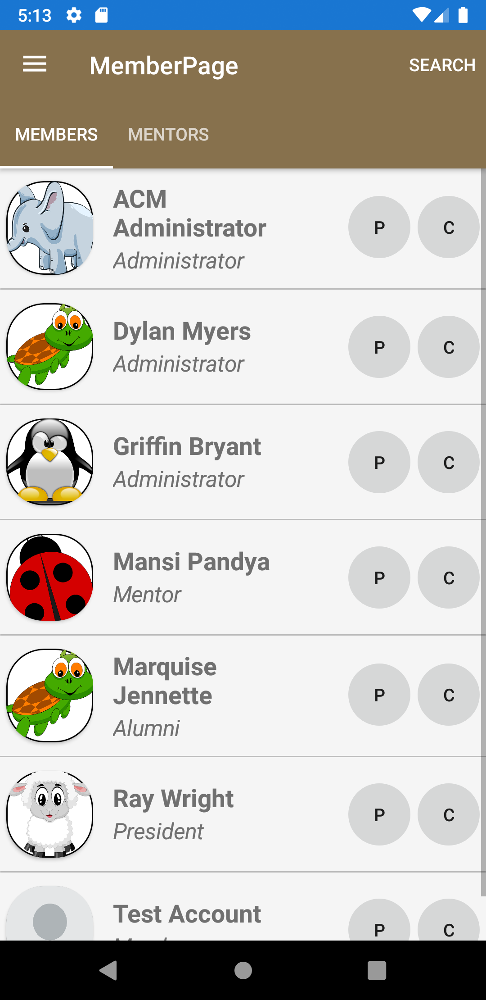 5:13
MemberPage
SEARCH
MEMBERS
MENTORS
ACM
Administrator
Administrator
P
C
Dylan Myers
Administrator
P
C
Griffin Bryant
Administrator
P
C
Mansi Pandya
Mentor
P
C
Marquise
Jennette
Alumni
P
C
Ray Wright
President
P
C
Test Account
P
C